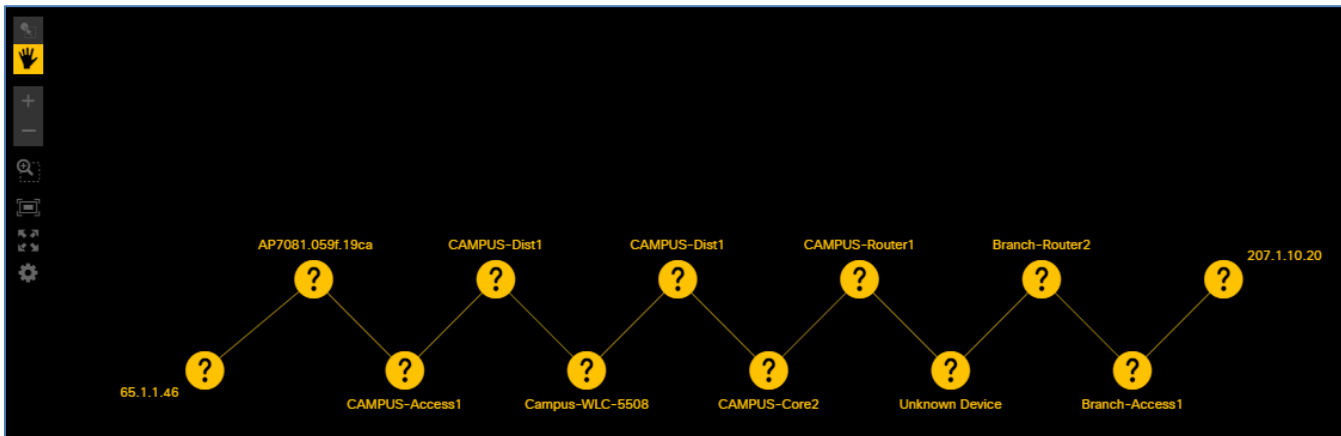 AP7081.059f.19ca
CAMPUS-Dist1
CAMPUS-Dist1
CAMPUS-Router1
Branch-Router2
207.1.10.20
?
?
?
?
?
?
?
?
?
?
?
?
65.1.1.46
CAMPUS-Access1
Campus-WLC-5508
CAMPUS-Core2
Unknown Device
Branch-Access1